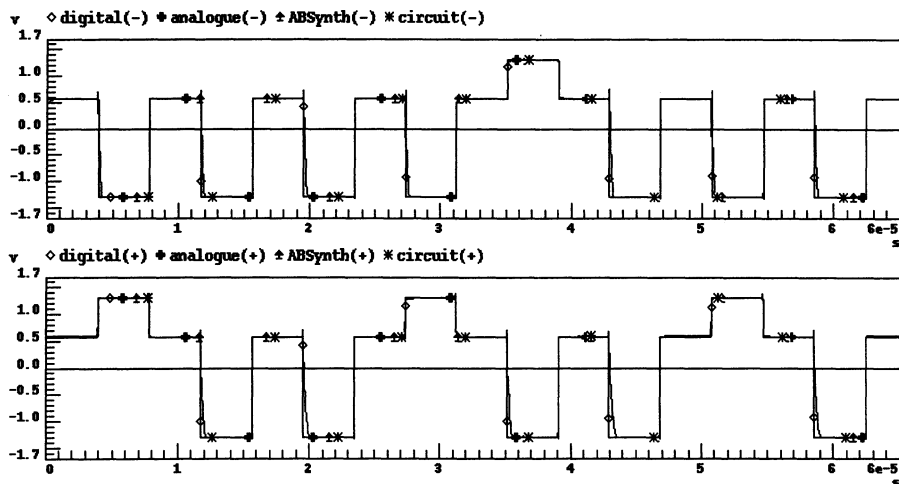 v ◇ digital(-) ✚ analogue(-) ↑ ABSynth(-) ✳ circuit(-)
1.7
1.0
0.5
0.0
-0.5
-1.0
-1.7
0 1 2 3 4 5 6 6e-5
s
v ◇ digital(+) ✚ analogue(+) ↑ ABSynth(+) ✳ circuit(+)
1.7
1.0
0.5
0.0
-0.5
-1.0
-1.7
0 1 2 3 4 5 6 6e-5
s